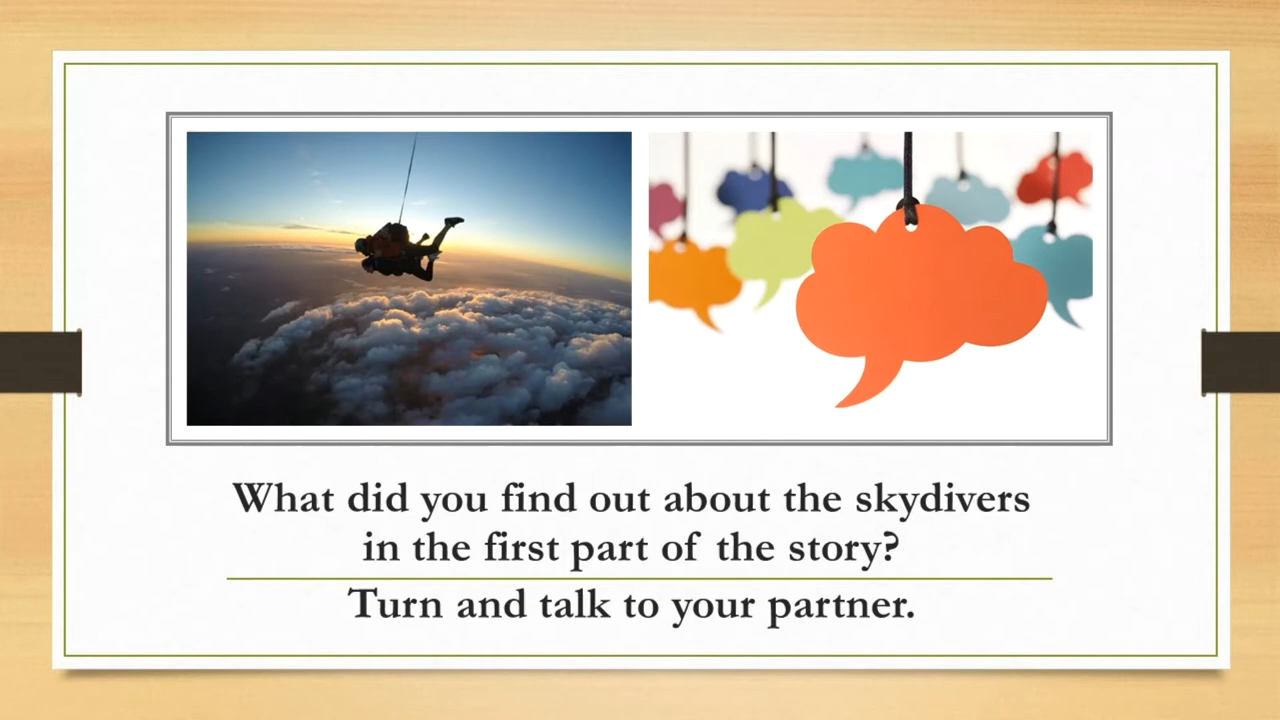 What did you find out about the skydivers
in the first part of the story?
Turn and talk to your partner.